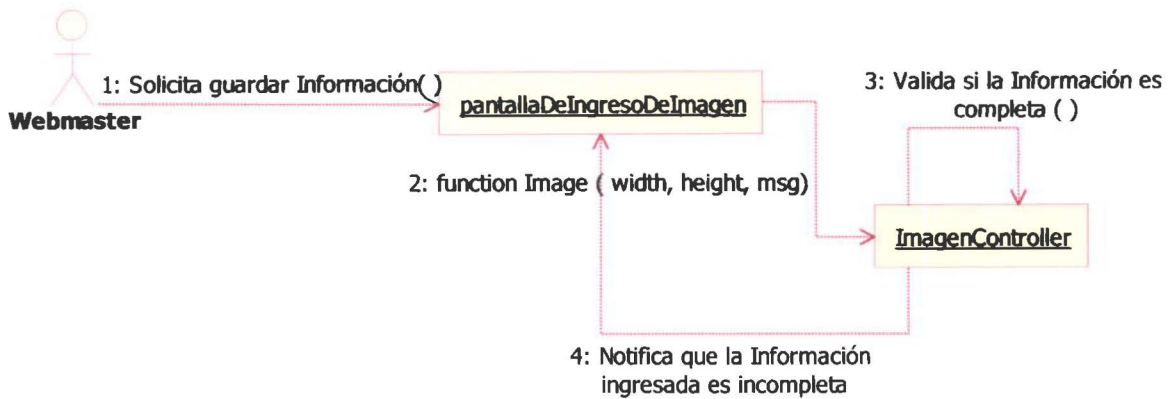 1: Solicita guardar Información( )
Webmaster
pantallaDeIngresoDeImagen
2: function Image ( width, height, msg)
3: Valida si la Información es
completa ( )
ImagenController
4: Notifica que la Información
ingresada es incompleta